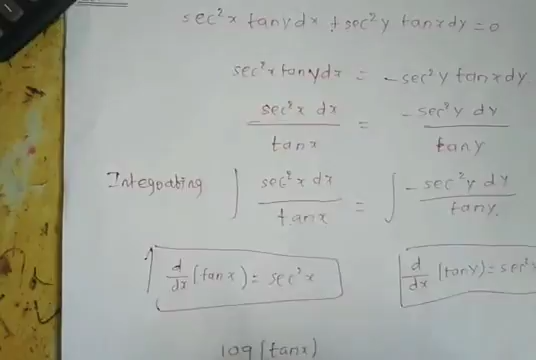 sec²x tany dx + sec²y tanx dy = 0
sec²x tany dx = - sec²y tanx dy.
sec²x dx / tanx = - sec²y dy / tany
Integrating ∫ sec²x dx / tanx = ∫ - sec²y dy / tany.
d/dx (tanx) = sec²x d/dx (tany) = sec²
log (tanx)